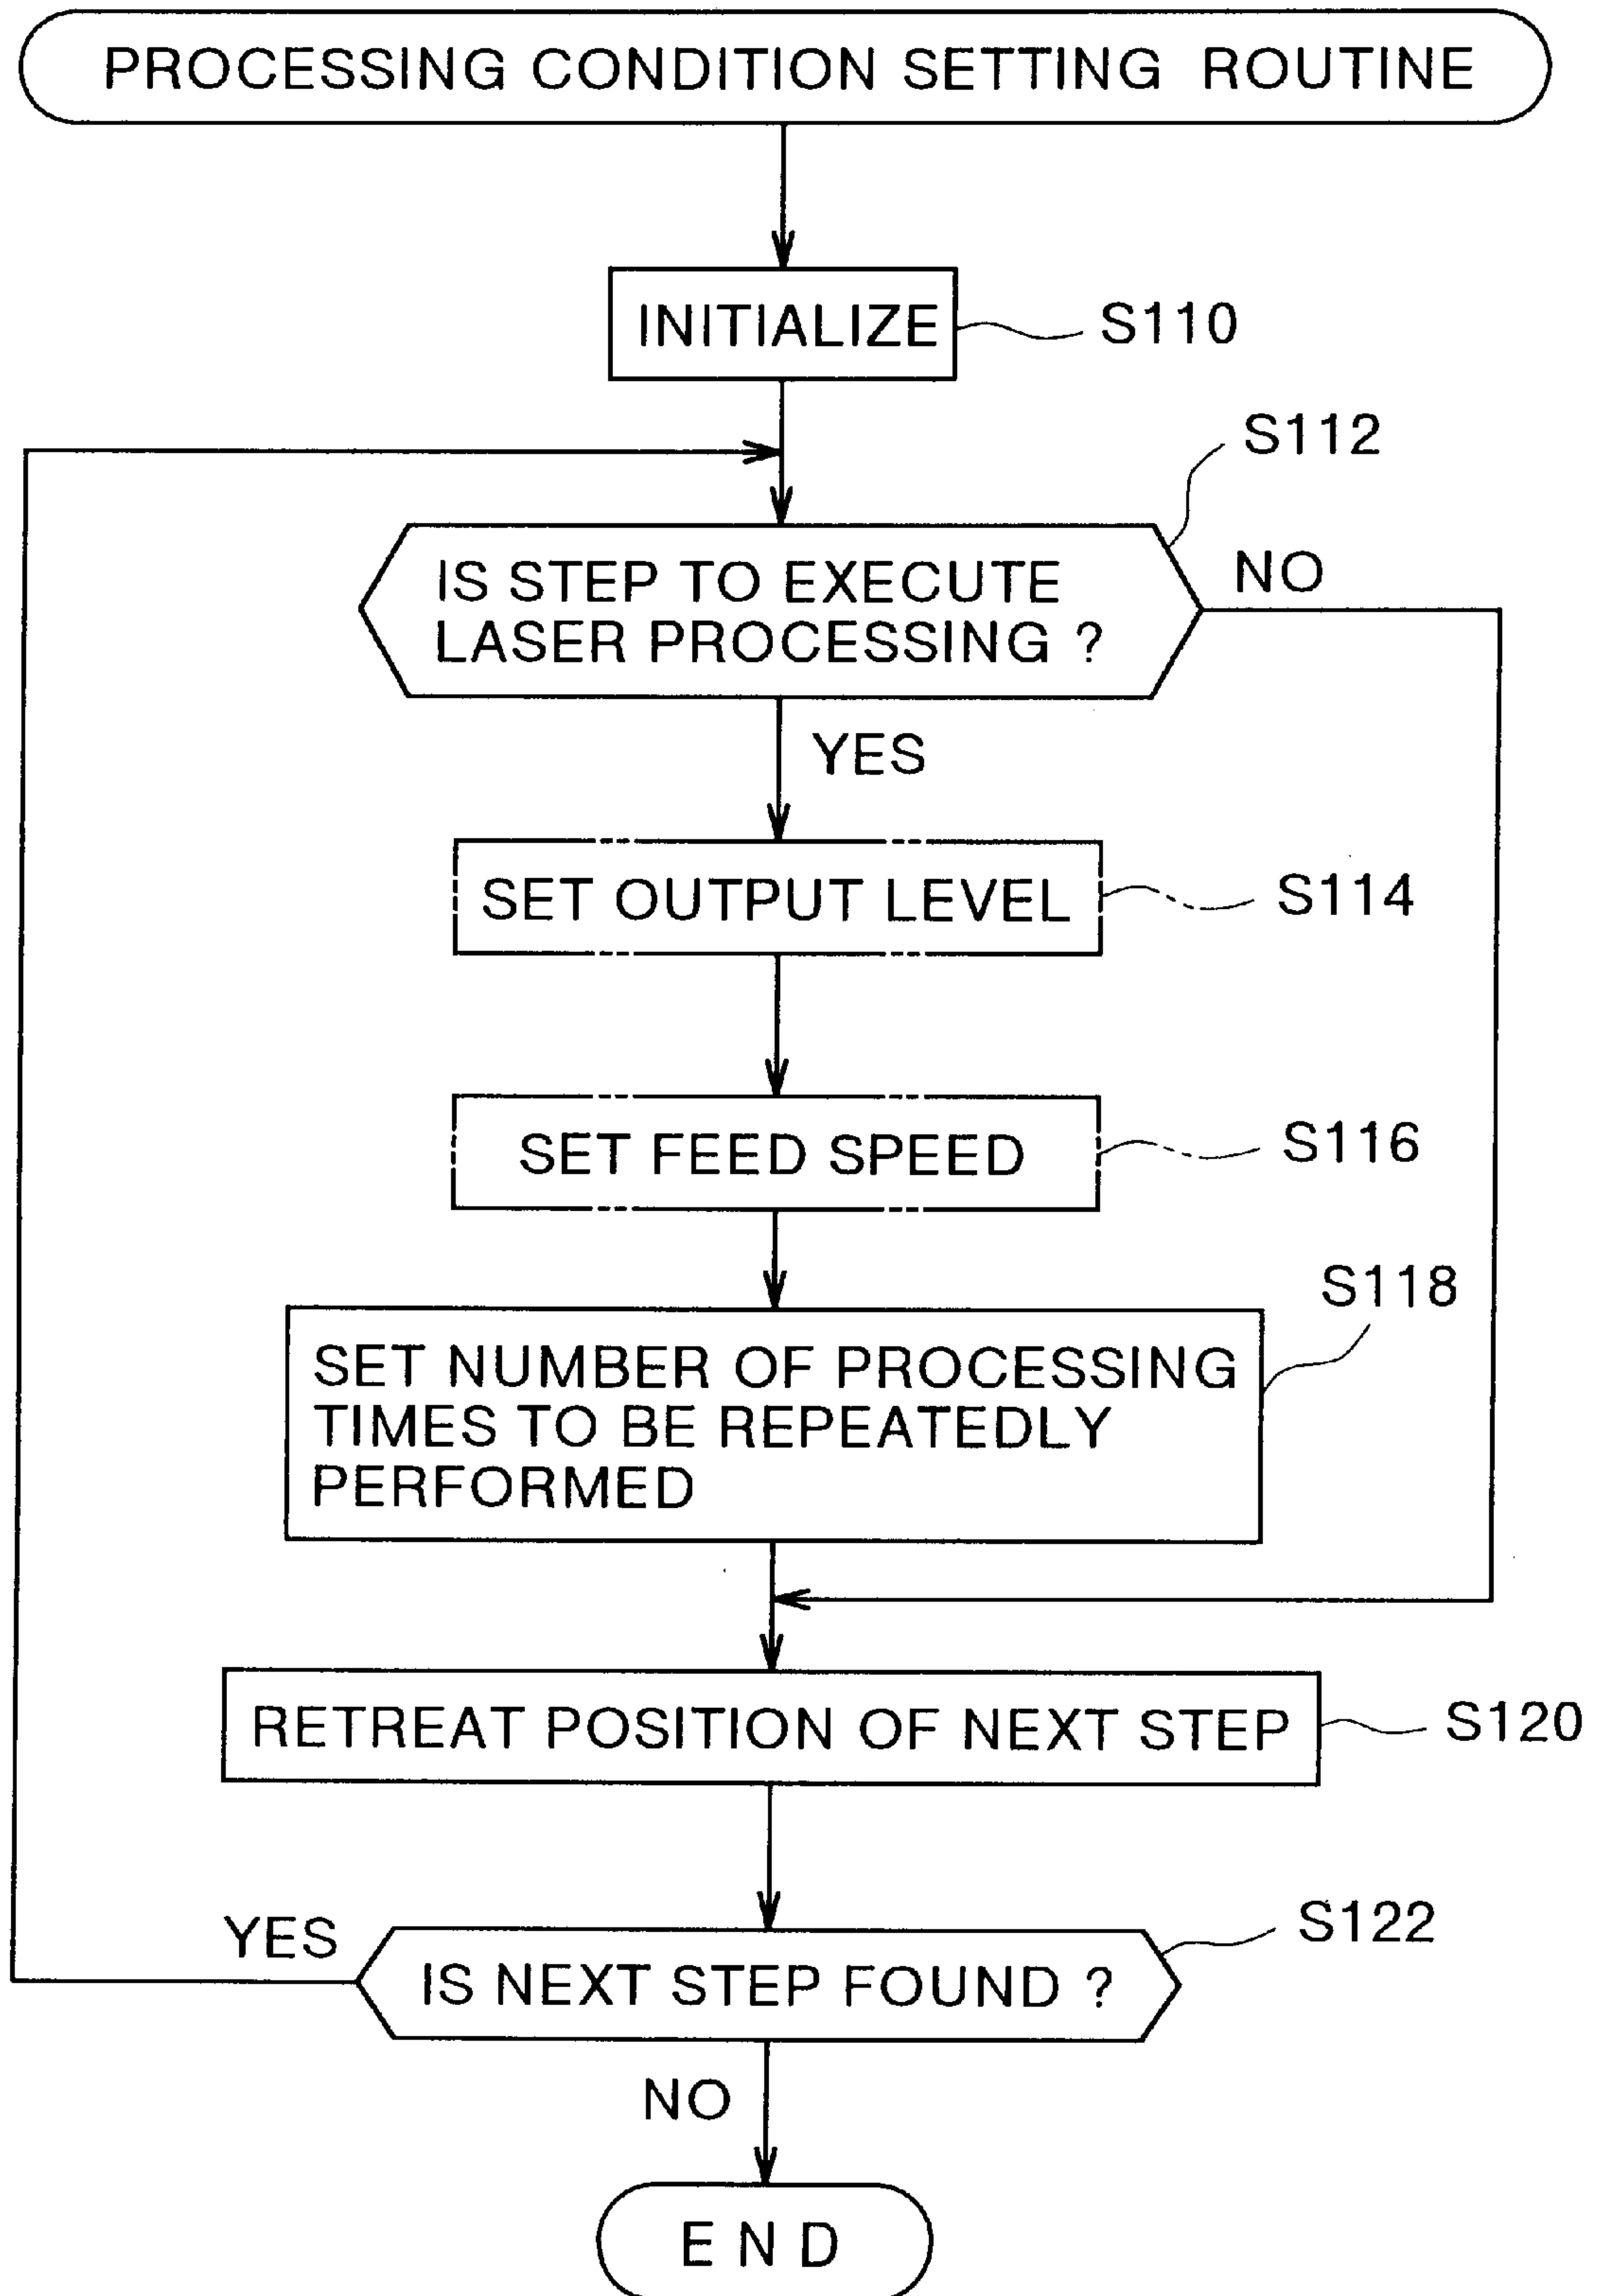 PROCESSING CONDITION SETTING ROUTINE
INITIALIZE
S110
S112
IS STEP TO EXECUTE
LASER PROCESSING ?
NO
YES
SET OUTPUT LEVEL
S114
SET FEED SPEED
S116
S118
SET NUMBER OF PROCESSING
TIMES TO BE REPEATEDLY
PERFORMED
RETREAT POSITION OF NEXT STEP
S120
S122
YES
IS NEXT STEP FOUND ?
NO
END